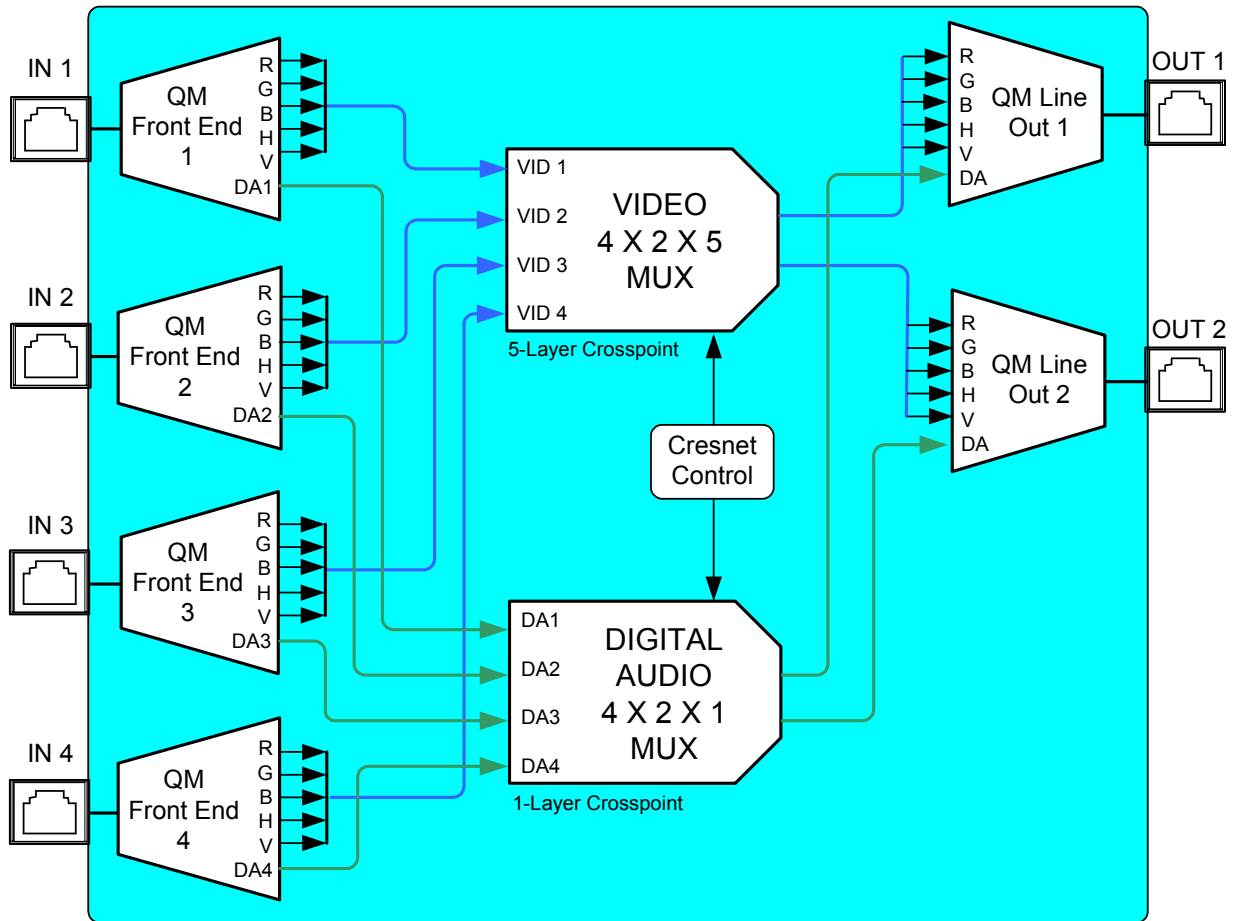 IN 1
QM
Front End
1
R
G
B
H
V
DA1
IN 2
QM
Front End
2
R
G
B
H
V
DA2
IN 3
QM
Front End
3
R
G
B
H
V
DA3
IN 4
QM
Front End
4
R
G
B
H
V
DA4
VID 1
VID 2
VID 3
VID 4
VIDEO
4 X 2 X 5
MUX
5-Layer Crosspoint
Cresnet
Control
DA1
DA2
DA3
DA4
DIGITAL
AUDIO
4 X 2 X 1
MUX
1-Layer Crosspoint
R
G
B
H
V
DA
QM Line
Out 1
OUT 1
R
G
B
H
V
DA
QM Line
Out 2
OUT 2